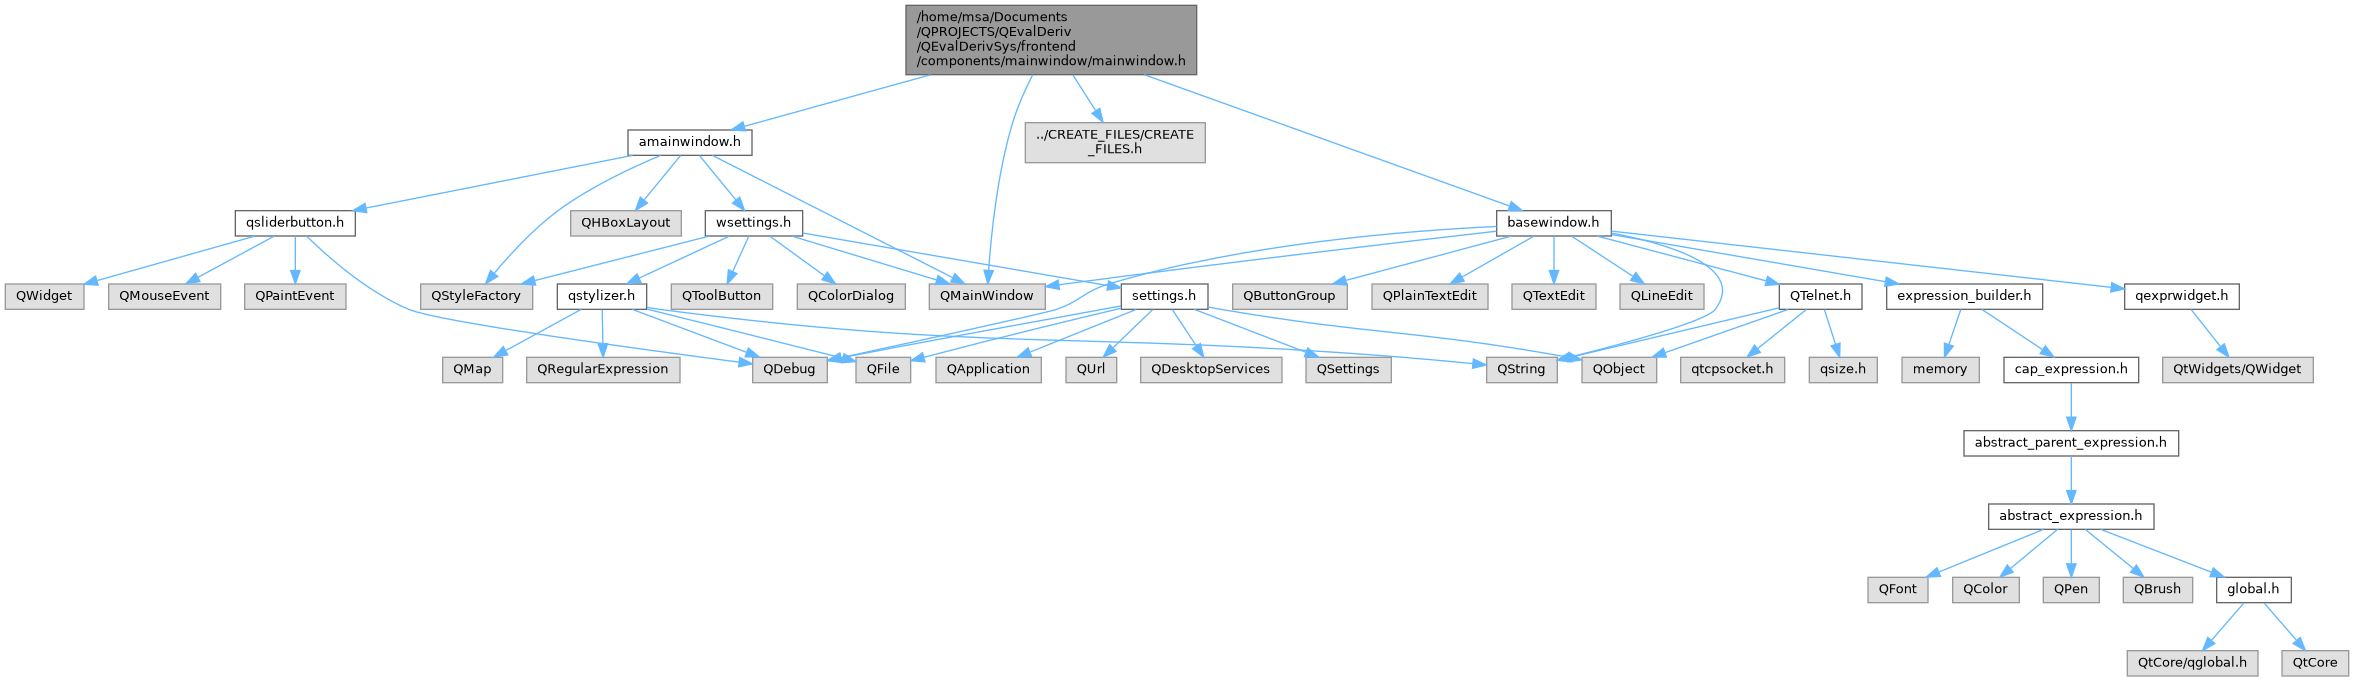 /home/msa/Documents
/QPROJECTS/QEvalDeriv
/QEvalDerivSys/frontend
/components/mainwindow/mainwindow.h
amainwindow.h
../CREATE_FILES/CREATE
_FILES.h
qsliderbutton.h
QHBoxLayout
wsettings.h
basewindow.h
QWidget
QMouseEvent
QPaintEvent
QStyleFactory
qstylizer.h
QToolButton
QColorDialog
QMainWindow
settings.h
QButtonGroup
QPlainTextEdit
QTextEdit
QLineEdit
QTelnet.h
expression_builder.h
qexprwidget.h
QMap
QRegularExpression
QDebug
QFile
QApplication
QUrl
QDesktopServices
QSettings
QString
QObject
qtcpsocket.h
qsize.h
memory
cap_expression.h
QtWidgets/QWidget
abstract_parent_expression.h
abstract_expression.h
QFont
QColor
QPen
QBrush
global.h
QtCore/qglobal.h
QtCore